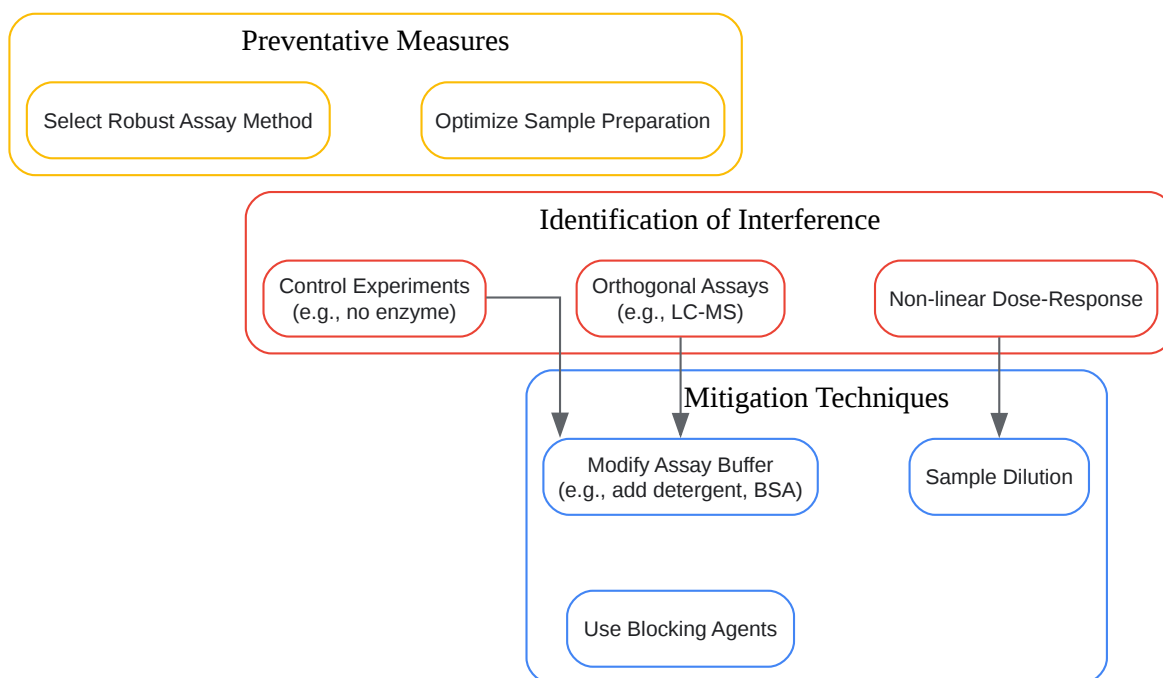 Preventative Measures
Select Robust Assay Method
Optimize Sample Preparation
Identification of Interference
Control Experiments
(e.g., no enzyme)
Orthogonal Assays
(e.g., LC-MS)
Non-linear Dose-Response
Mitigation Techniques
Modify Assay Buffer
(e.g., add detergent, BSA)
Sample Dilution
Use Blocking Agents